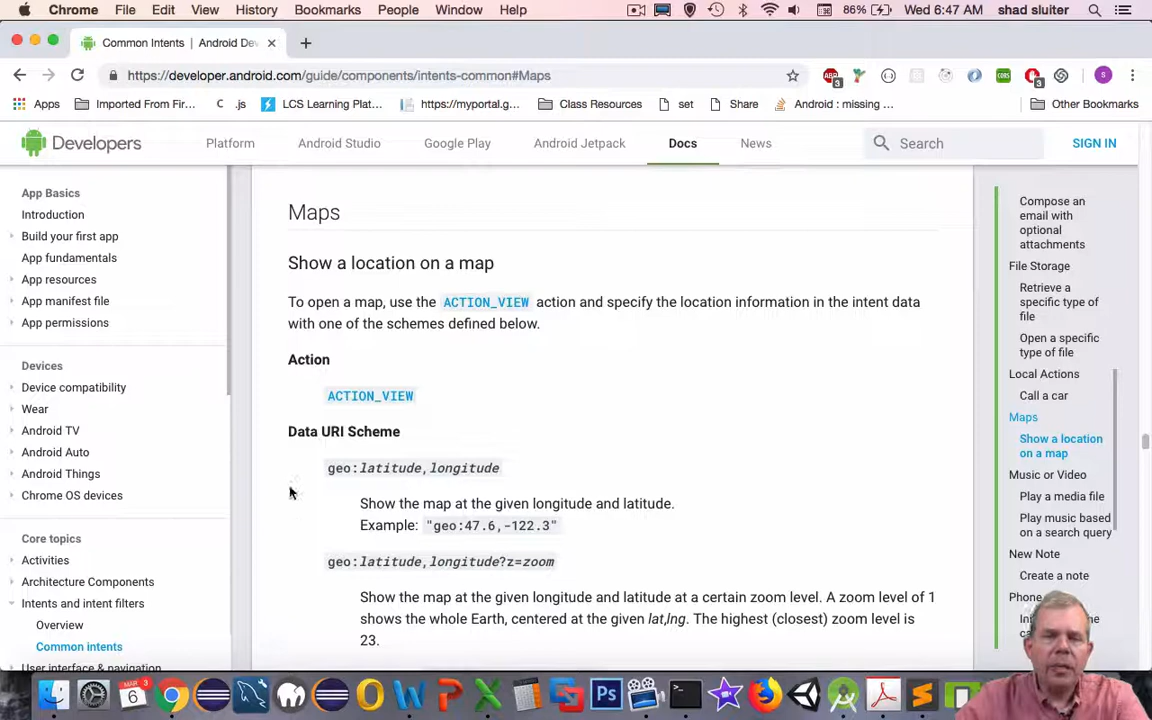 Chrome File Edit View History Bookmarks People Window Help 86% Wed 6:47 AM shad sluiter
Common Intents | Android Dev
https://developer.android.com/guide/components/intents-common#Maps
Apps Imported From Fir... .js LCS Learning Plat... https://myportal.g... Class Resources set Share Android : missing ... Other Bookmarks
Developers Platform Android Studio Google Play Android Jetpack Docs News Search SIGN IN
App Basics
Introduction
Build your first app
App fundamentals
App resources
App manifest file
App permissions
Devices
Device compatibility
Wear
Android TV
Android Auto
Android Things
Chrome OS devices
Core topics
Activities
Architecture Components
Intents and intent filters
Overview
Common intents
User interface & navigation
Maps
Show a location on a map
To open a map, use the ACTION_VIEW action and specify the location information in the intent data
with one of the schemes defined below.
Action
ACTION_VIEW
Data URI Scheme
geo:latitude,longitude
Show the map at the given longitude and latitude.
Example: "geo:47.6,-122.3"
geo:latitude,longitude?z=zoom
Show the map at the given longitude and latitude at a certain zoom level. A zoom level of 1
shows the whole Earth, centered at the given lat,lng. The highest (closest) zoom level is
23.
Compose an
email with
optional
attachments
File Storage
Retrieve a
specific type of
file
Open a specific
type of file
Local Actions
Call a car
Maps
Show a location
on a map
Music or Video
Play a media file
Play music based
on a search query
New Note
Create a note
Phone